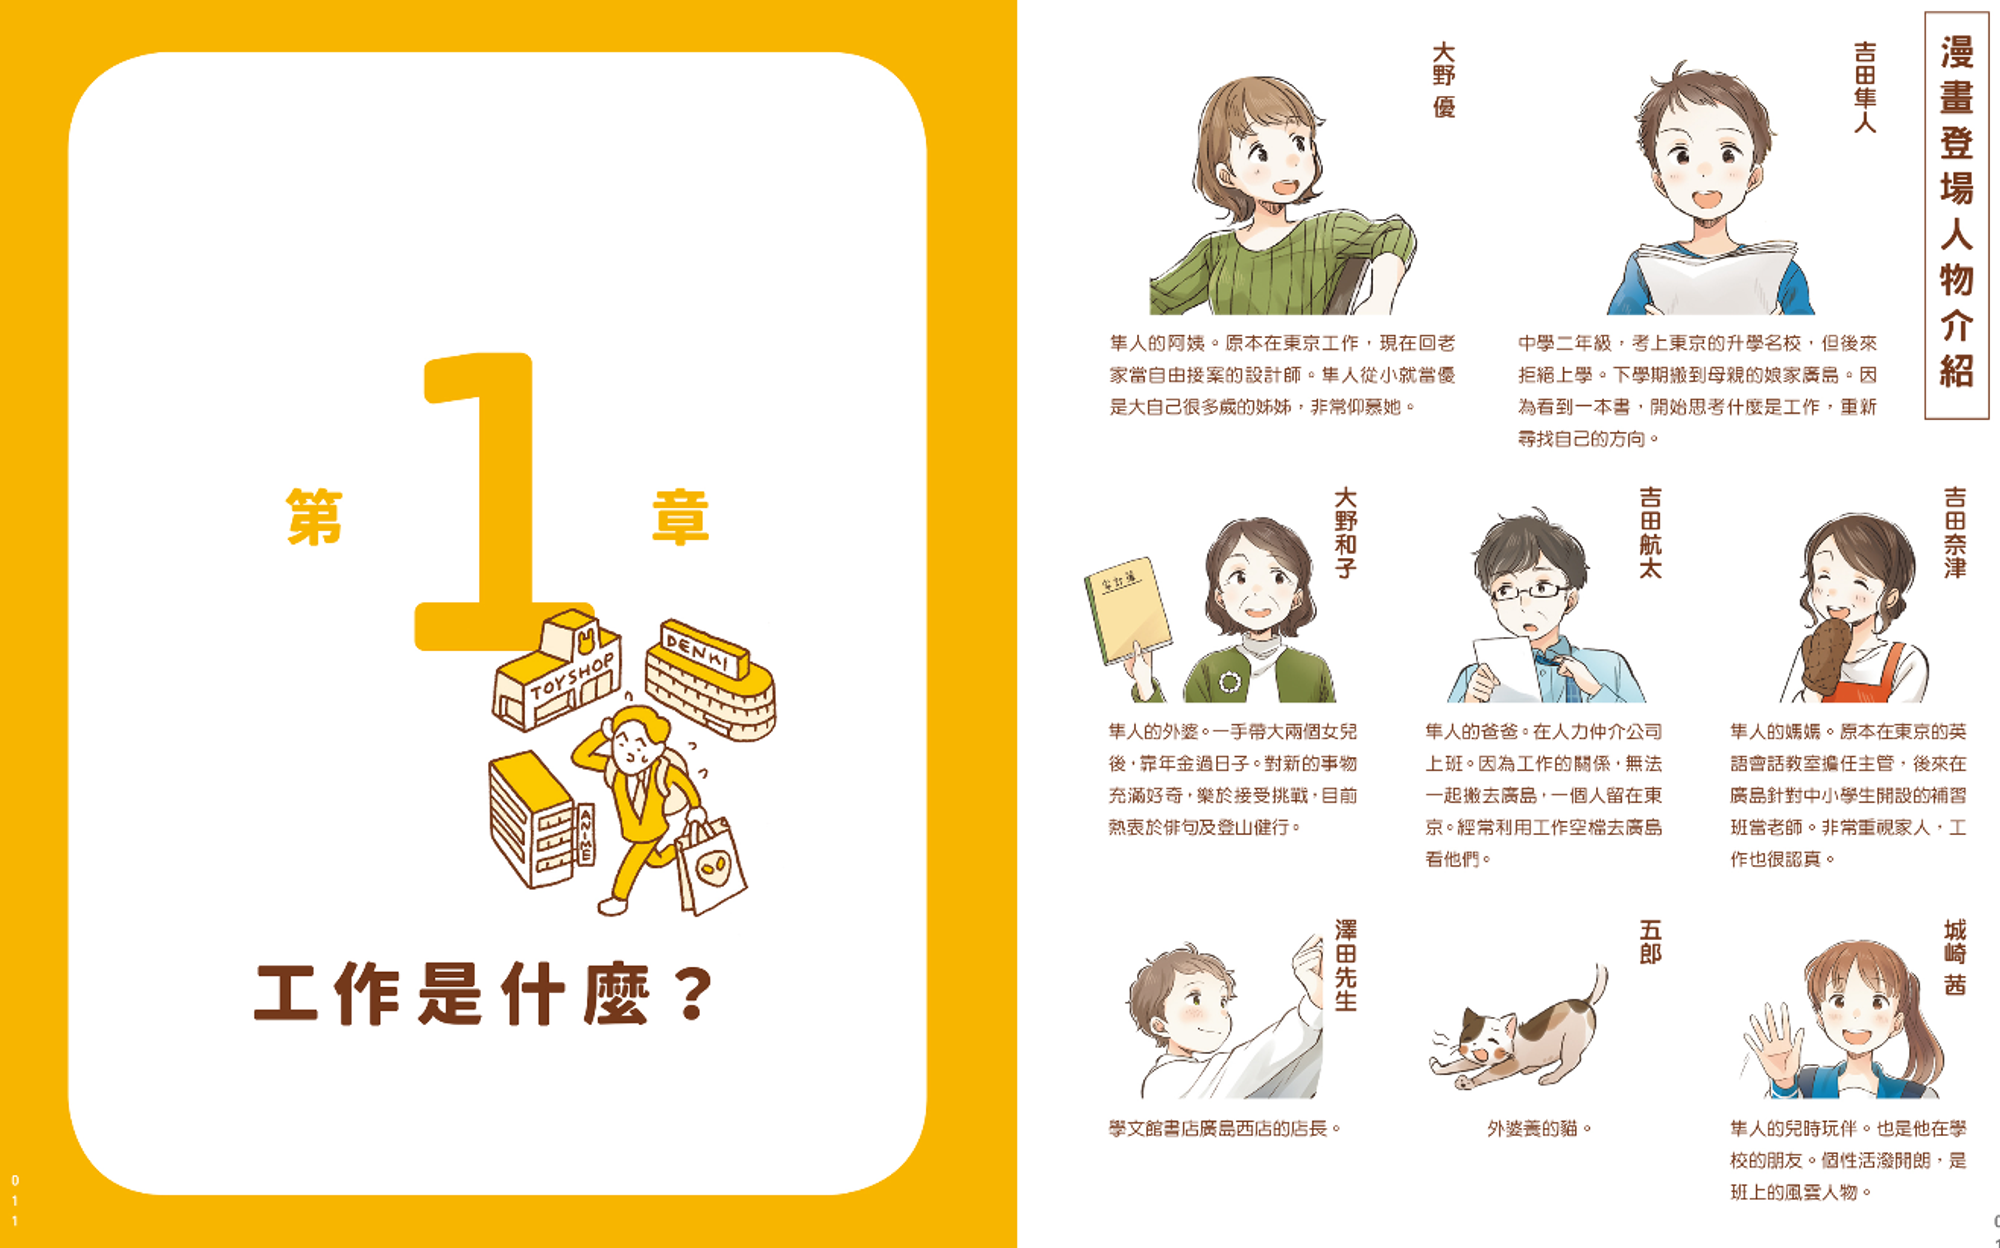 漫畫登場人物介紹
吉田隼人
中學二年級，考上東京的升學名校，但後來
拒絕上學。下學期搬到母親的娘家廣島。因
為看到一本書，開始思考什麼是工作，重新
尋找自己的方向。
大野 優
隼人的阿姨。原本在東京工作，現在回老
家當自由接案的設計師。隼人從小就當優
是大自己很多歲的姊姊，非常仰慕她。
吉田奈津
隼人的媽媽。原本在東京的英
語會話教室擔任主管，後來在
廣島針對中小學生開設的補習
班當老師。非常重視家人，工
作也很認真。
吉田航太
隼人的爸爸。在人力仲介公司
上班。因為工作的關係，無法
一起搬去廣島，一個人留在東
京。經常利用工作空檔去廣島
看他們。
大野和子
隼人的外婆。一手帶大兩個女兒
後，靠年金過日子。對新的事物
充滿好奇，樂於接受挑戰，目前
熱衷於俳句及登山健行。
城崎 茜
隼人的兒時玩伴。也是他在學
校的朋友。個性活潑開朗，是
班上的風雲人物。
五郎
外婆養的貓。
澤田先生
學文館書店廣島西店的店長。
第1章
TOYSHOP
DENKI
ANIME
工作是什麼？
011